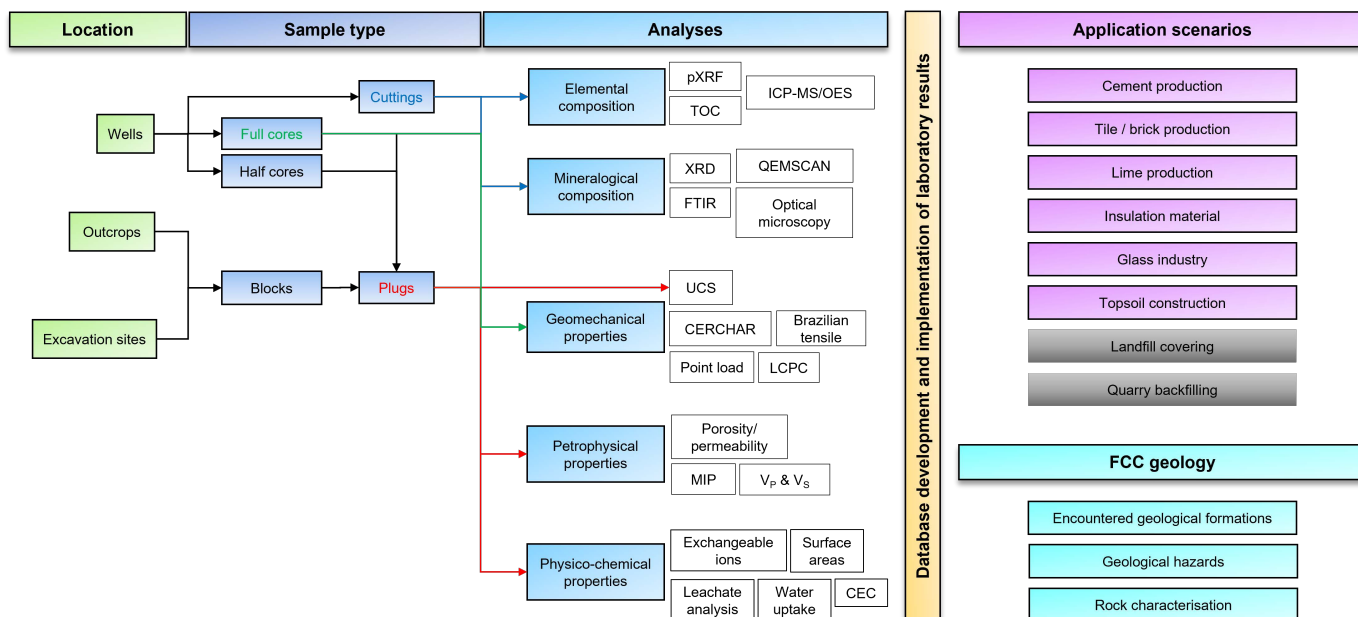 Location
Sample type
Analyses
Wells
Outcrops
Excavation sites
Cuttings
Full cores
Half cores
Blocks
Plugs
Elemental
composition
pXRF
TOC
ICP-MS/OES
Mineralogical
composition
XRD
QEMSCAN
FTIR
Optical
microscopy
UCS
Geomechanical
properties
CERCHAR
Brazilian
tensile
Point load
LCPC
Petrophysical
properties
Porosity/
permeability
MIP
VP & VS
Physico-chemical
properties
Exchangeable
ions
Surface
areas
Leachate
analysis
Water
uptake
CEC
Database development and implementation of laboratory results
Application scenarios
Cement production
Tile / brick production
Lime production
Insulation material
Glass industry
Topsoil construction
Landfill covering
Quarry backfilling
FCC geology
Encountered geological formations
Geological hazards
Rock characterisation